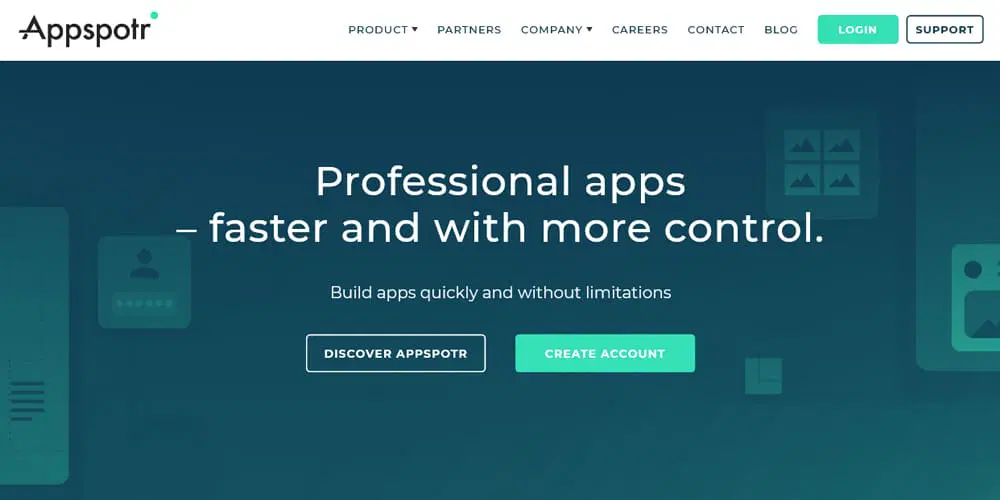 Appspotr
PRODUCT
PARTNERS
COMPANY
CAREERS
CONTACT
BLOG
LOGIN
SUPPORT
Professional apps
– faster and with more control.
Build apps quickly and without limitations
DISCOVER APPSPOTR
CREATE ACCOUNT